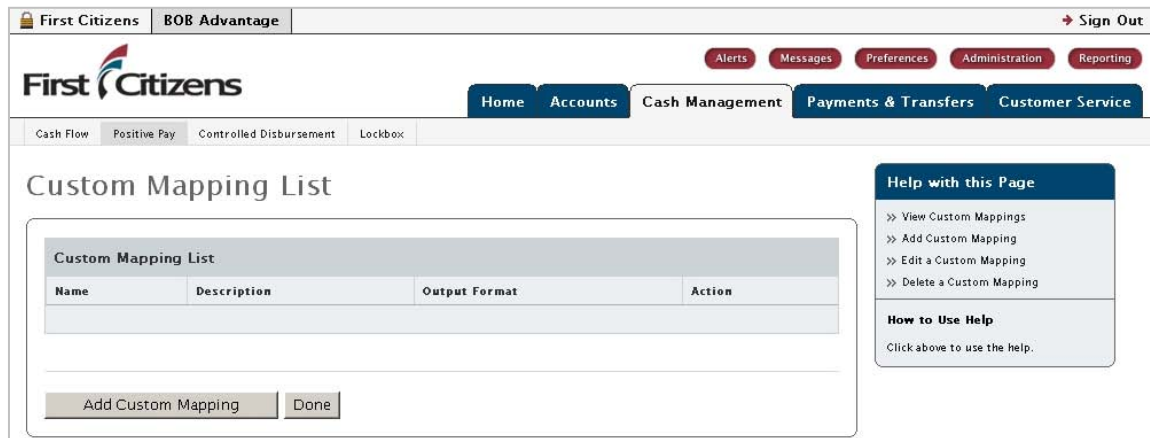 First Citizens BOB Advantage Sign Out
First Citizens
Alerts Messages Preferences Administration Reporting
Home Accounts Cash Management Payments & Transfers Customer Service
Cash Flow Positive Pay Controlled Disbursement Lockbox
Custom Mapping List
Custom Mapping List
Name Description Output Format Action
Add Custom Mapping Done
Help with this Page
>> View Custom Mappings
>> Add Custom Mapping
>> Edit a Custom Mapping
>> Delete a Custom Mapping
How to Use Help
Click above to use the help.